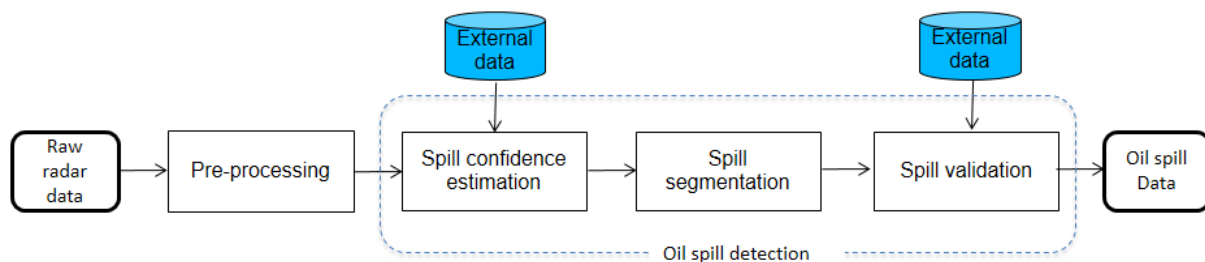 External
data
External
data
Raw
radar
data
Pre-processing
Spill confidence
estimation
Spill
segmentation
Spill validation
Oil spill
Data
Oil spill detection